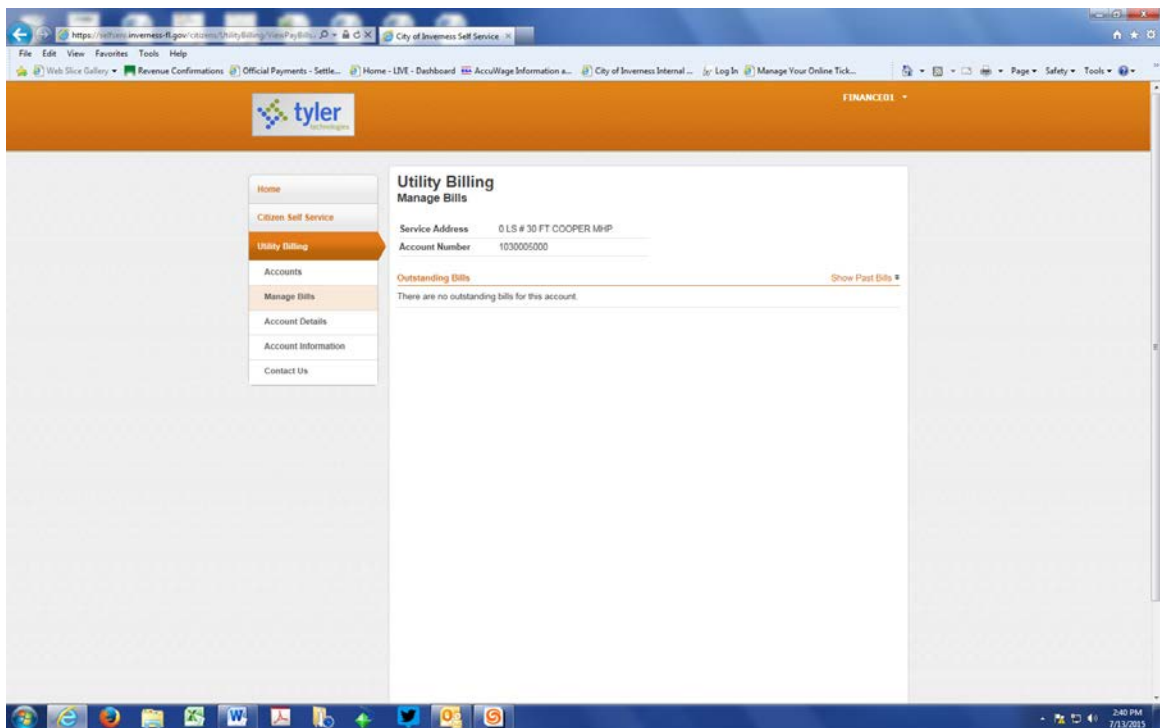 https://selfserv.inverness-fl.gov/citizens/UtilityBilling/ViewPayBills.
City of Inverness Self Service
File Edit View Favorites Tools Help
Web Slice Gallery Revenue Confirmations Official Payments - Settle... Home - LIVE - Dashboard AccuWage Information a... City of Inverness Internal ... Log In Manage Your Online Tick... Page Safety Tools
tyler
technologies
FINANCE01
Home
Citizen Self Service
Utility Billing
Accounts
Manage Bills
Account Details
Account Information
Contact Us
Utility Billing
Manage Bills
Service Address 0 LS # 30 FT COOPER MHP
Account Number 1030005000
Outstanding Bills Show Past Bills
There are no outstanding bills for this account.
2:40 PM
7/13/2015